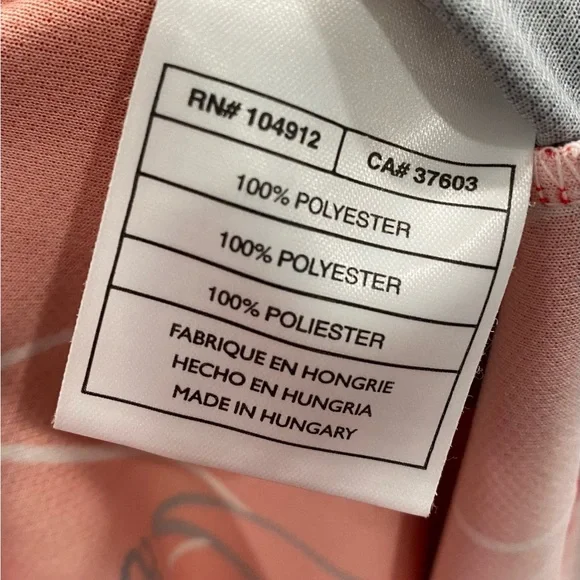 RN# 104912
CA# 37603
100% POLYESTER
100% POLYESTER
100% POLIESTER
FABRIQUE EN HONGRIE
HECHO EN HUNGRIA
MADE IN HUNGARY